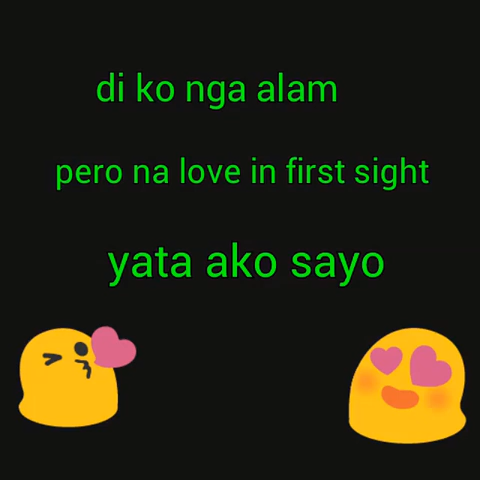 di ko nga alam
pero na love in first sight
yata ako sayo